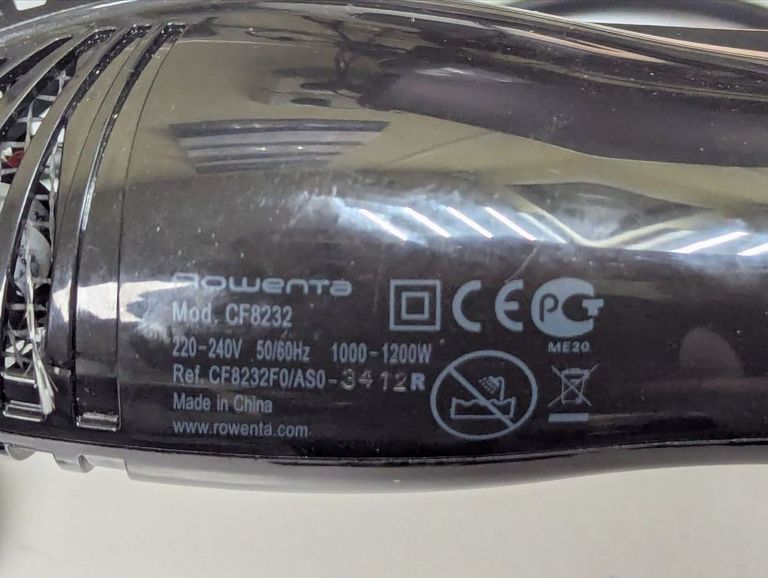 Rowenta
Mod. CF8232
220-240V 50/60Hz 1000-1200W
Ref. CF8232F0/AS0-3412R
Made in China
www.rowenta.com
CE
РСТ
ME20